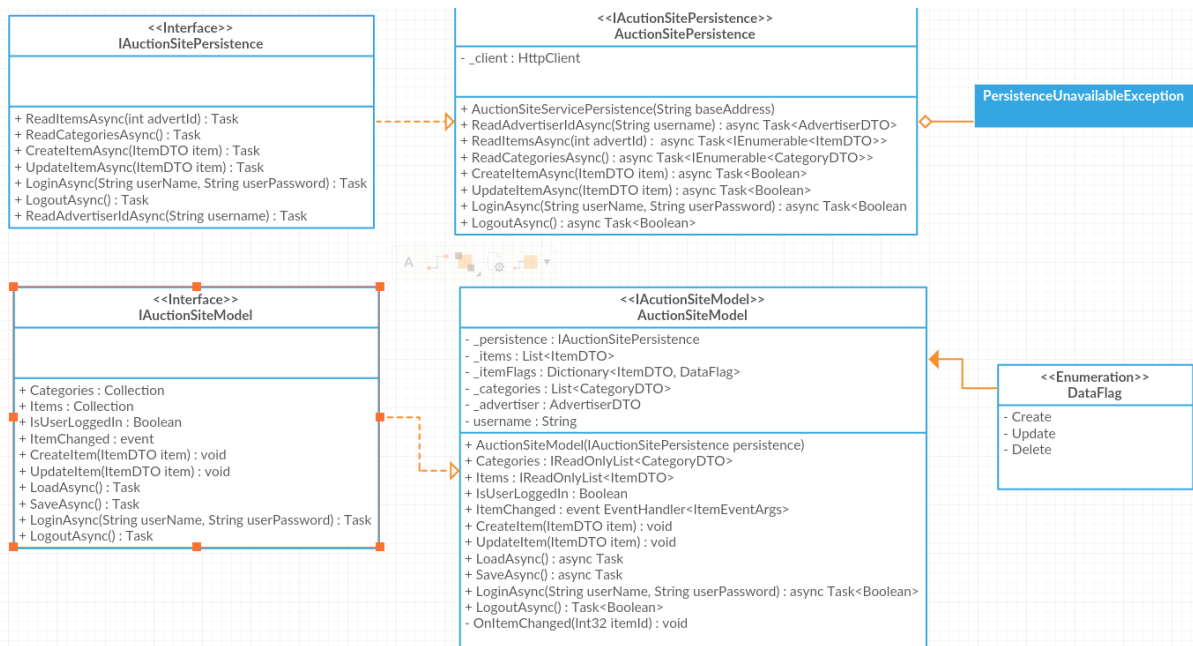 <<Interface>>
IAuctionSitePersistence
+ ReadItemsAsync(int advertId) : Task
+ ReadCategoriesAsync() : Task
+ CreateItemAsync(ItemDTO item) : Task
+ UpdateItemAsync(ItemDTO item) : Task
+ LoginAsync(String userName, String userPassword) : Task
+ LogoutAsync() : Task
+ ReadAdvertiserIdAsync(String username) : Task
<<IAcutionSitePersistence>>
AuctionSitePersistence
- _client : HttpClient
+ AuctionSiteServicePersistence(String baseAddress)
+ ReadAdvertiserIdAsync(String username) : async Task<AdvertiserDTO>
+ ReadItemsAsync(int advertId) : async Task<IEnumerable<ItemDTO>>
+ ReadCategoriesAsync() : async Task<IEnumerable<CategoryDTO>>
+ CreateItemAsync(ItemDTO item) : async Task<Boolean>
+ UpdateItemAsync(ItemDTO item) : async Task<Boolean>
+ LoginAsync(String userName, String userPassword) : async Task<Boolean
+ LogoutAsync() : async Task<Boolean>
PersistenceUnavailableException
A
<<Interface>>
IAuctionSiteModel
+ Categories : Collection
+ Items : Collection
+ IsUserLoggedIn : Boolean
+ ItemChanged : event
+ CreateItem(ItemDTO item) : void
+ UpdateItem(ItemDTO item) : void
+ LoadAsync() : Task
+ SaveAsync() : Task
+ LoginAsync(String userName, String userPassword) : Task
+ LogoutAsync() : Task
<<IAcutionSiteModel>>
AuctionSiteModel
- _persistence : IAuctionSitePersistence
- _items : List<ItemDTO>
- _itemFlags : Dictionary<ItemDTO, DataFlag>
- _categories : List<CategoryDTO>
- _advertiser : AdvertiserDTO
- username : String
+ AuctionSiteModel(IAuctionSitePersistence persistence)
+ Categories : IReadOnlyList<CategoryDTO>
+ Items : IReadOnlyList<ItemDTO>
+ IsUserLoggedIn : Boolean
+ ItemChanged : event EventHandler<ItemEventArgs>
+ CreateItem(ItemDTO item) : void
+ UpdateItem(ItemDTO item) : void
+ LoadAsync() : async Task
+ SaveAsync() : async Task
+ LoginAsync(String userName, String userPassword) : async Task<Boolean>
+ LogoutAsync() : Task<Boolean>
- OnItemChanged(Int32 itemId) : void
<<Enumeration>>
DataFlag
- Create
- Update
- Delete